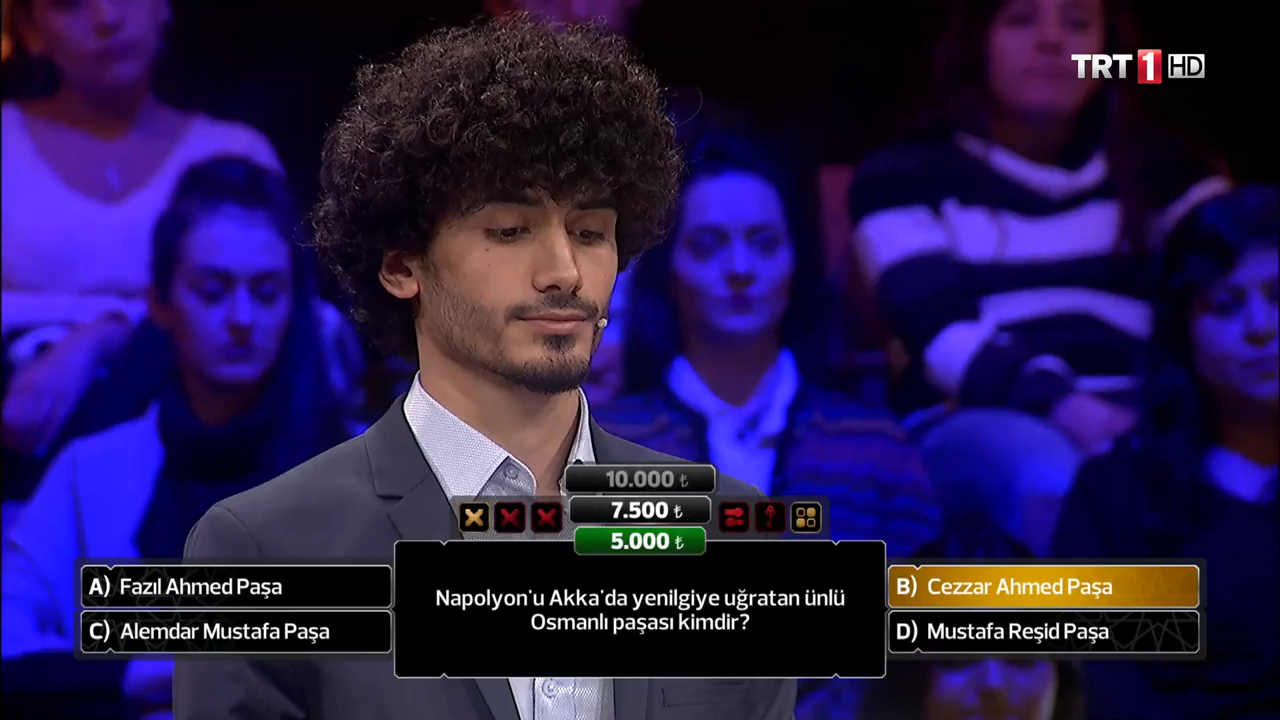 TRT 1 HD
10.000 ₺
7.500 ₺
5.000 ₺
Napolyon'u Akka'da yenilgiye uğratan ünlü
Osmanlı paşası kimdir?
A) Fazıl Ahmed Paşa
B) Cezzar Ahmed Paşa
C) Alemdar Mustafa Paşa
D) Mustafa Reşid Paşa